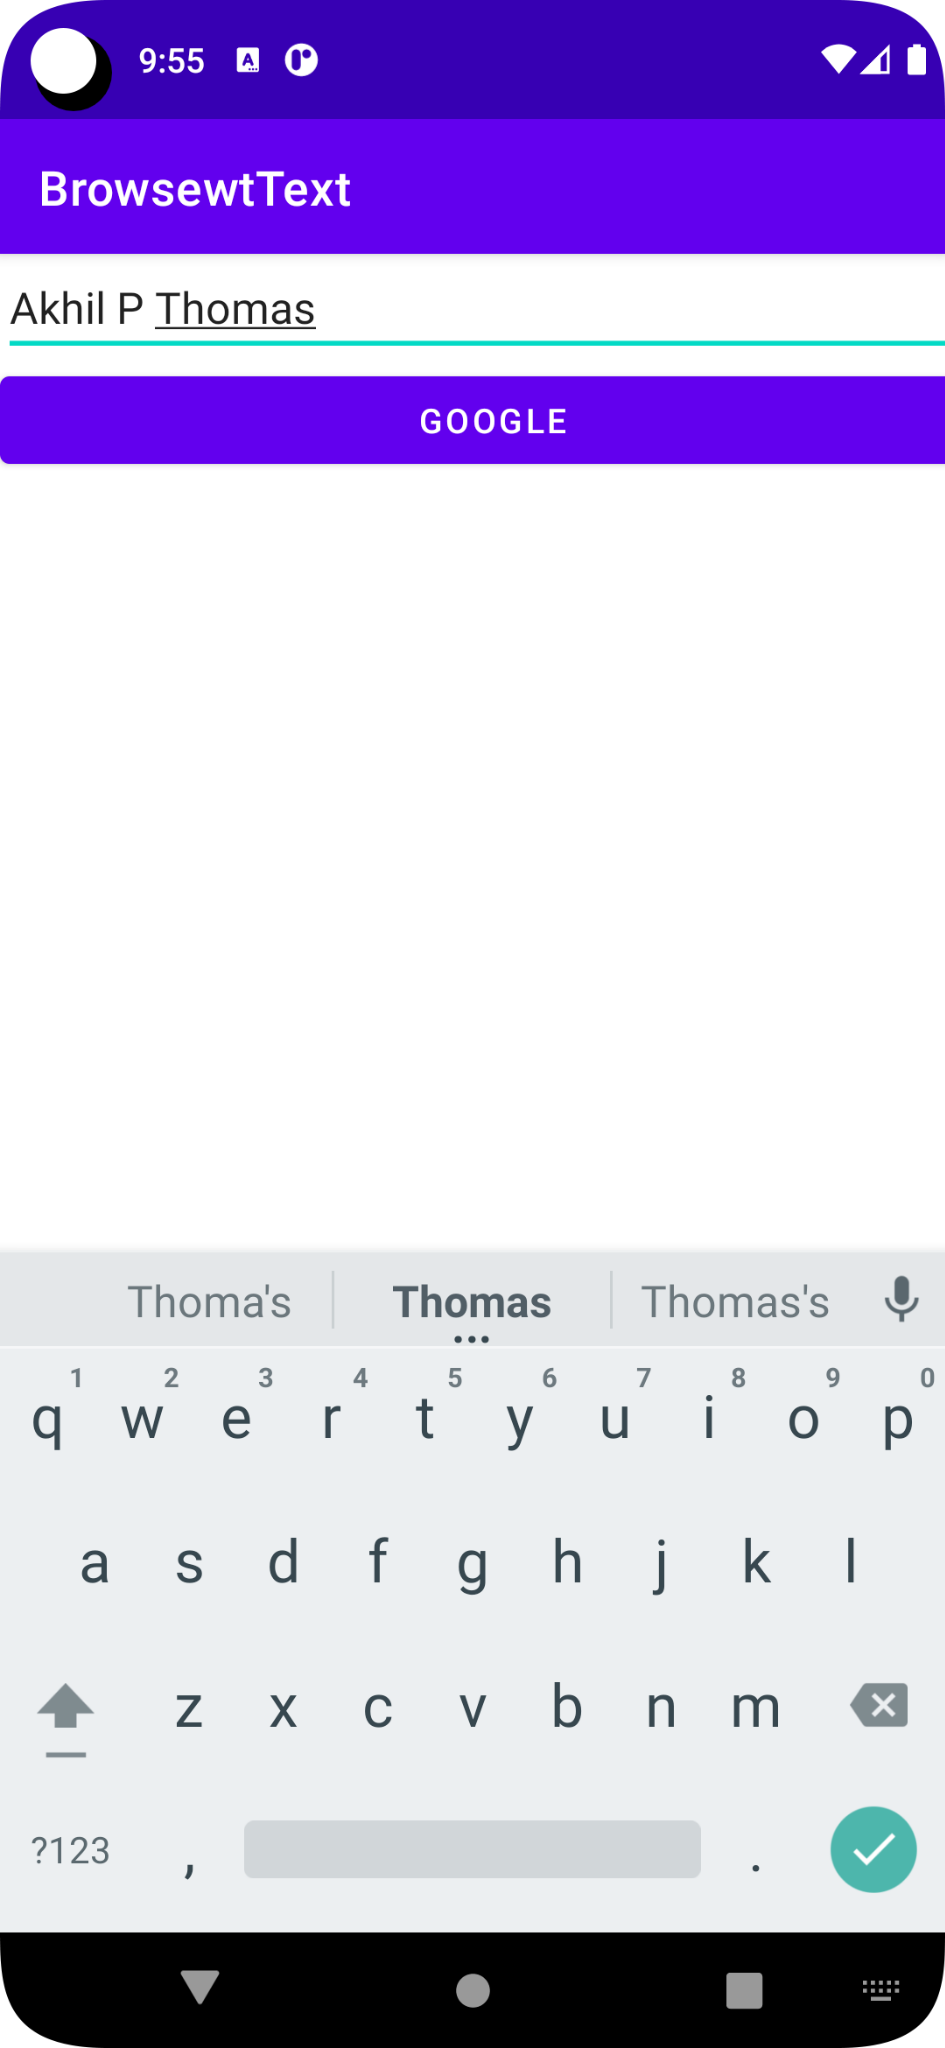 9:55
BrowsewtText
Akhil P Thomas
GOOGLE
Thoma's Thomas Thomas's
1 2 3 4 5 6 7 8 9 0
q w e r t y u i o p
a s d f g h j k l
z x c v b n m
?123 , .